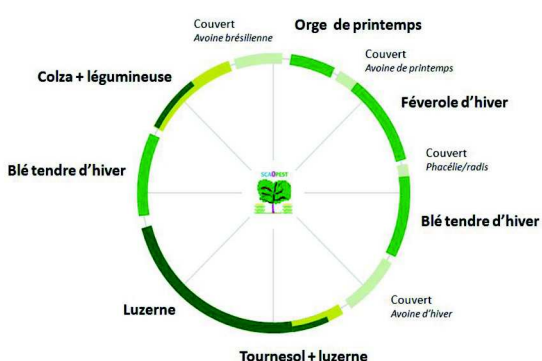 Couvert
Avoine brésilienne
Orge de printemps
Couvert
Avoine de printemps
Colza + légumineuse
Féverole d'hiver
Couvert
Phacélie/radis
Blé tendre d'hiver
SCA0PEST
Blé tendre d'hiver
Couvert
Avoine d'hiver
Luzerne
Tournesol + luzerne